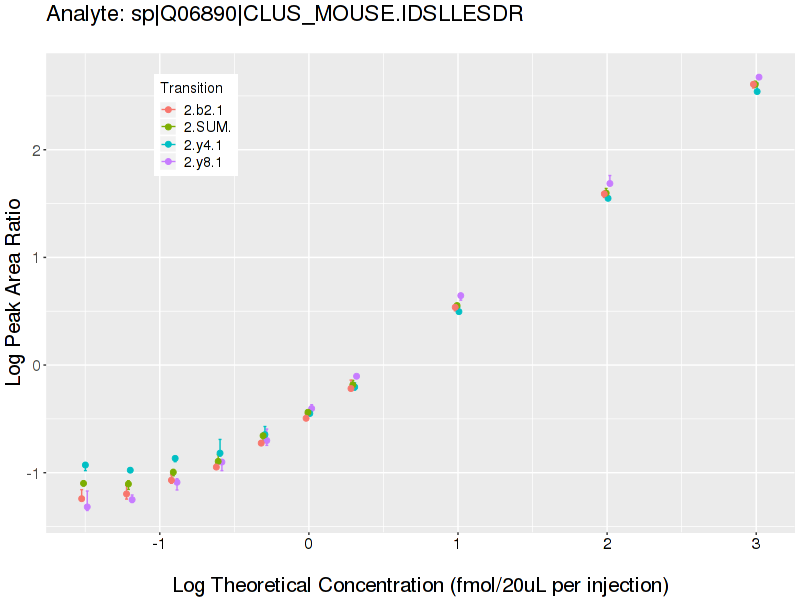 Analyte: sp|Q06890|CLUS_MOUSE.IDSLLESDR
Transition
2.b2.1
2.SUM.
2.y4.1
2.y8.1
Log Peak Area Ratio
2
1
0
-1
-1 0 1 2 3
Log Theoretical Concentration (fmol/20uL per injection)